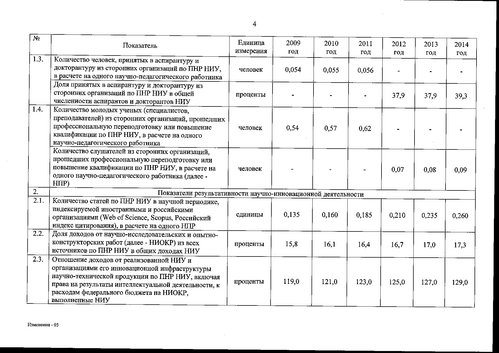 4
№ Показатель Единица измерения 2009 год 2010 год 2011 год 2012 год 2013 год 2014 год
1.3. Количество человек, принятых в аспирантуру и
докторантуру из сторонних организаций по ПНР НИУ,
в расчете на одного научно-педагогического работника
человек 0,054 0,055 0,056 - - -
Доля принятых в аспирантуру и докторантуру из
сторонних организаций по ПНР НИУ в общей
численности аспирантов и докторантов НИУ
проценты - - - 37,9 37,9 39,3
1.4. Количество молодых ученых (специалистов,
преподавателей) из сторонних организаций, прошедших
профессиональную переподготовку или повышение
квалификации по ПНР НИУ, в расчете на одного
научно-педагогического работника
человек 0,54 0,57 0,62 - - -
Количество слушателей из сторонних организаций,
прошедших профессиональную переподготовку или
повышение квалификации по ПНР НИУ, в расчете на
одного научно-педагогического работника (далее -
НПР)
человек - - - 0,07 0,08 0,09
2. Показатели результативности научно-инновационной деятельности
2.1. Количество статей по ПНР НИУ в научной периодике,
индексируемой иностранными и российскими
организациями (Web of Science, Scopus, Российский
индекс цитирования), в расчете на одного НПР
единицы 0,135 0,160 0,185 0,210 0,235 0,260
2.2. Доля доходов от научно-исследовательских и опытно-
конструкторских работ (далее - НИОКР) из всех
источников по ПНР НИУ в общих доходах НИУ
проценты 15,8 16,1 16,4 16,7 17,0 17,3
2.3. Отношение доходов от реализованной НИУ и
организациями его инновационной инфраструктуры
научно-технической продукции по ПНР НИУ, включая
права на результаты интеллектуальной деятельности, к
расходам федерального бюджета на НИОКР,
выполненные НИУ
проценты 119,0 121,0 123,0 125,0 127,0 129,0
Изменения - 05